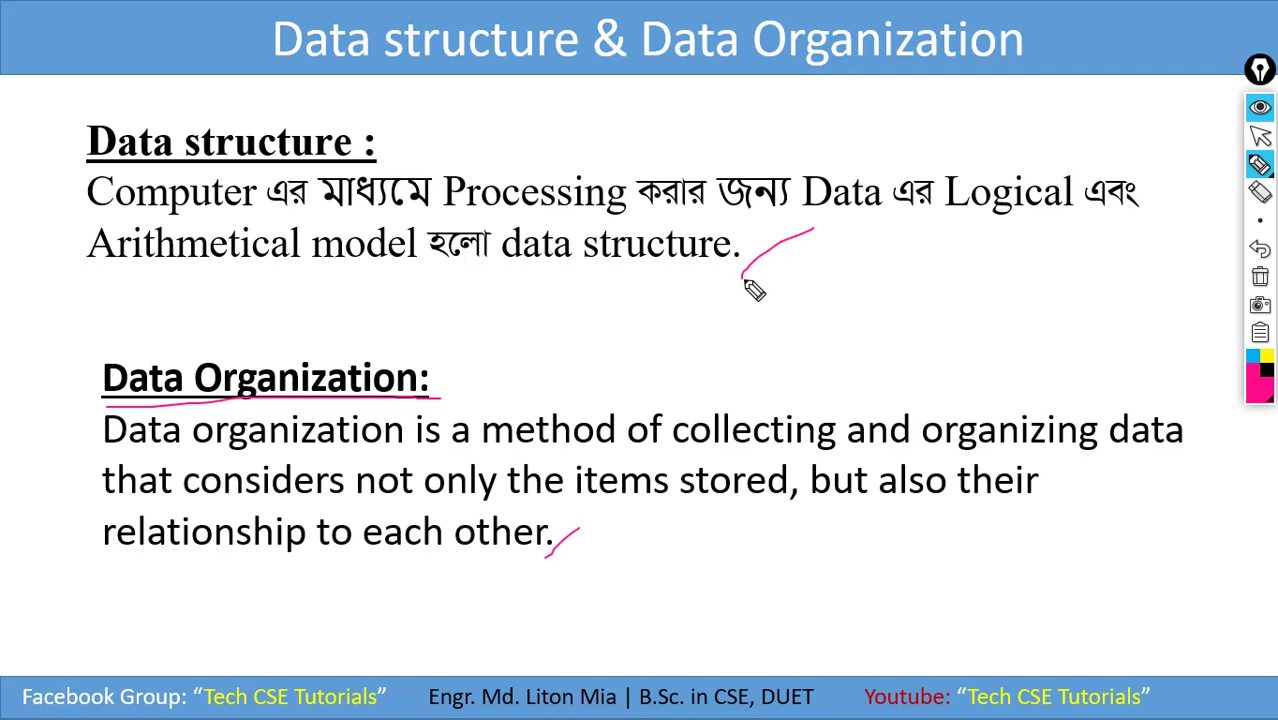 Data structure & Data Organization
Data structure :
Computer এর মাধ্যমে Processing করার জন্য Data এর Logical এবং
Arithmetical model হলো data structure.
Data Organization:
Data organization is a method of collecting and organizing data
that considers not only the items stored, but also their
relationship to each other.
Facebook Group: “Tech CSE Tutorials” Engr. Md. Liton Mia | B.Sc. in CSE, DUET Youtube: “Tech CSE Tutorials”